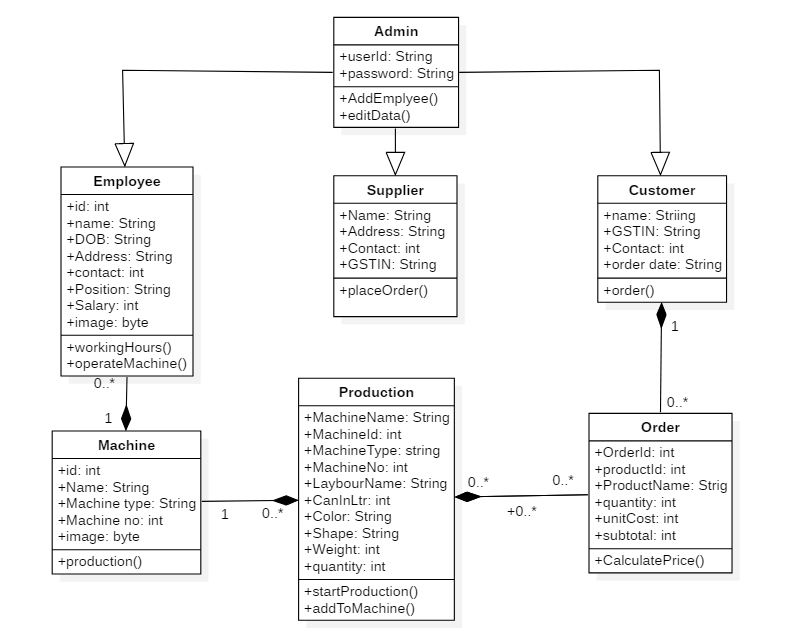 Admin
+userId: String
+password: String
+AddEmplyee()
+editData()
Employee
+id: int
+name: String
+DOB: String
+Address: String
+contact: int
+Position: String
+Salary: int
+image: byte
+workingHours()
+operateMachine()
Supplier
+Name: String
+Address: String
+Contact: int
+GSTIN: String
+placeOrder()
Customer
+name: Striing
+GSTIN: String
+Contact: int
+order date: String
+order()
1
0..*
0..*
1
Machine
+id: int
+Name: String
+Machine type: String
+Machine no: int
+image: byte
+production()
1
0..*
Production
+MachineName: String
+MachineId: int
+MachineType: string
+MachineNo: int
+LaybourName: String
+CanInLtr: int
+Color: String
+Shape: String
+Weight: int
+quantity: int
+startProduction()
+addToMachine()
0..*
0..*
+0..*
Order
+OrderId: int
+productId: int
+ProductName: Strig
+quantity: int
+unitCost: int
+subtotal: int
+CalculatePrice()